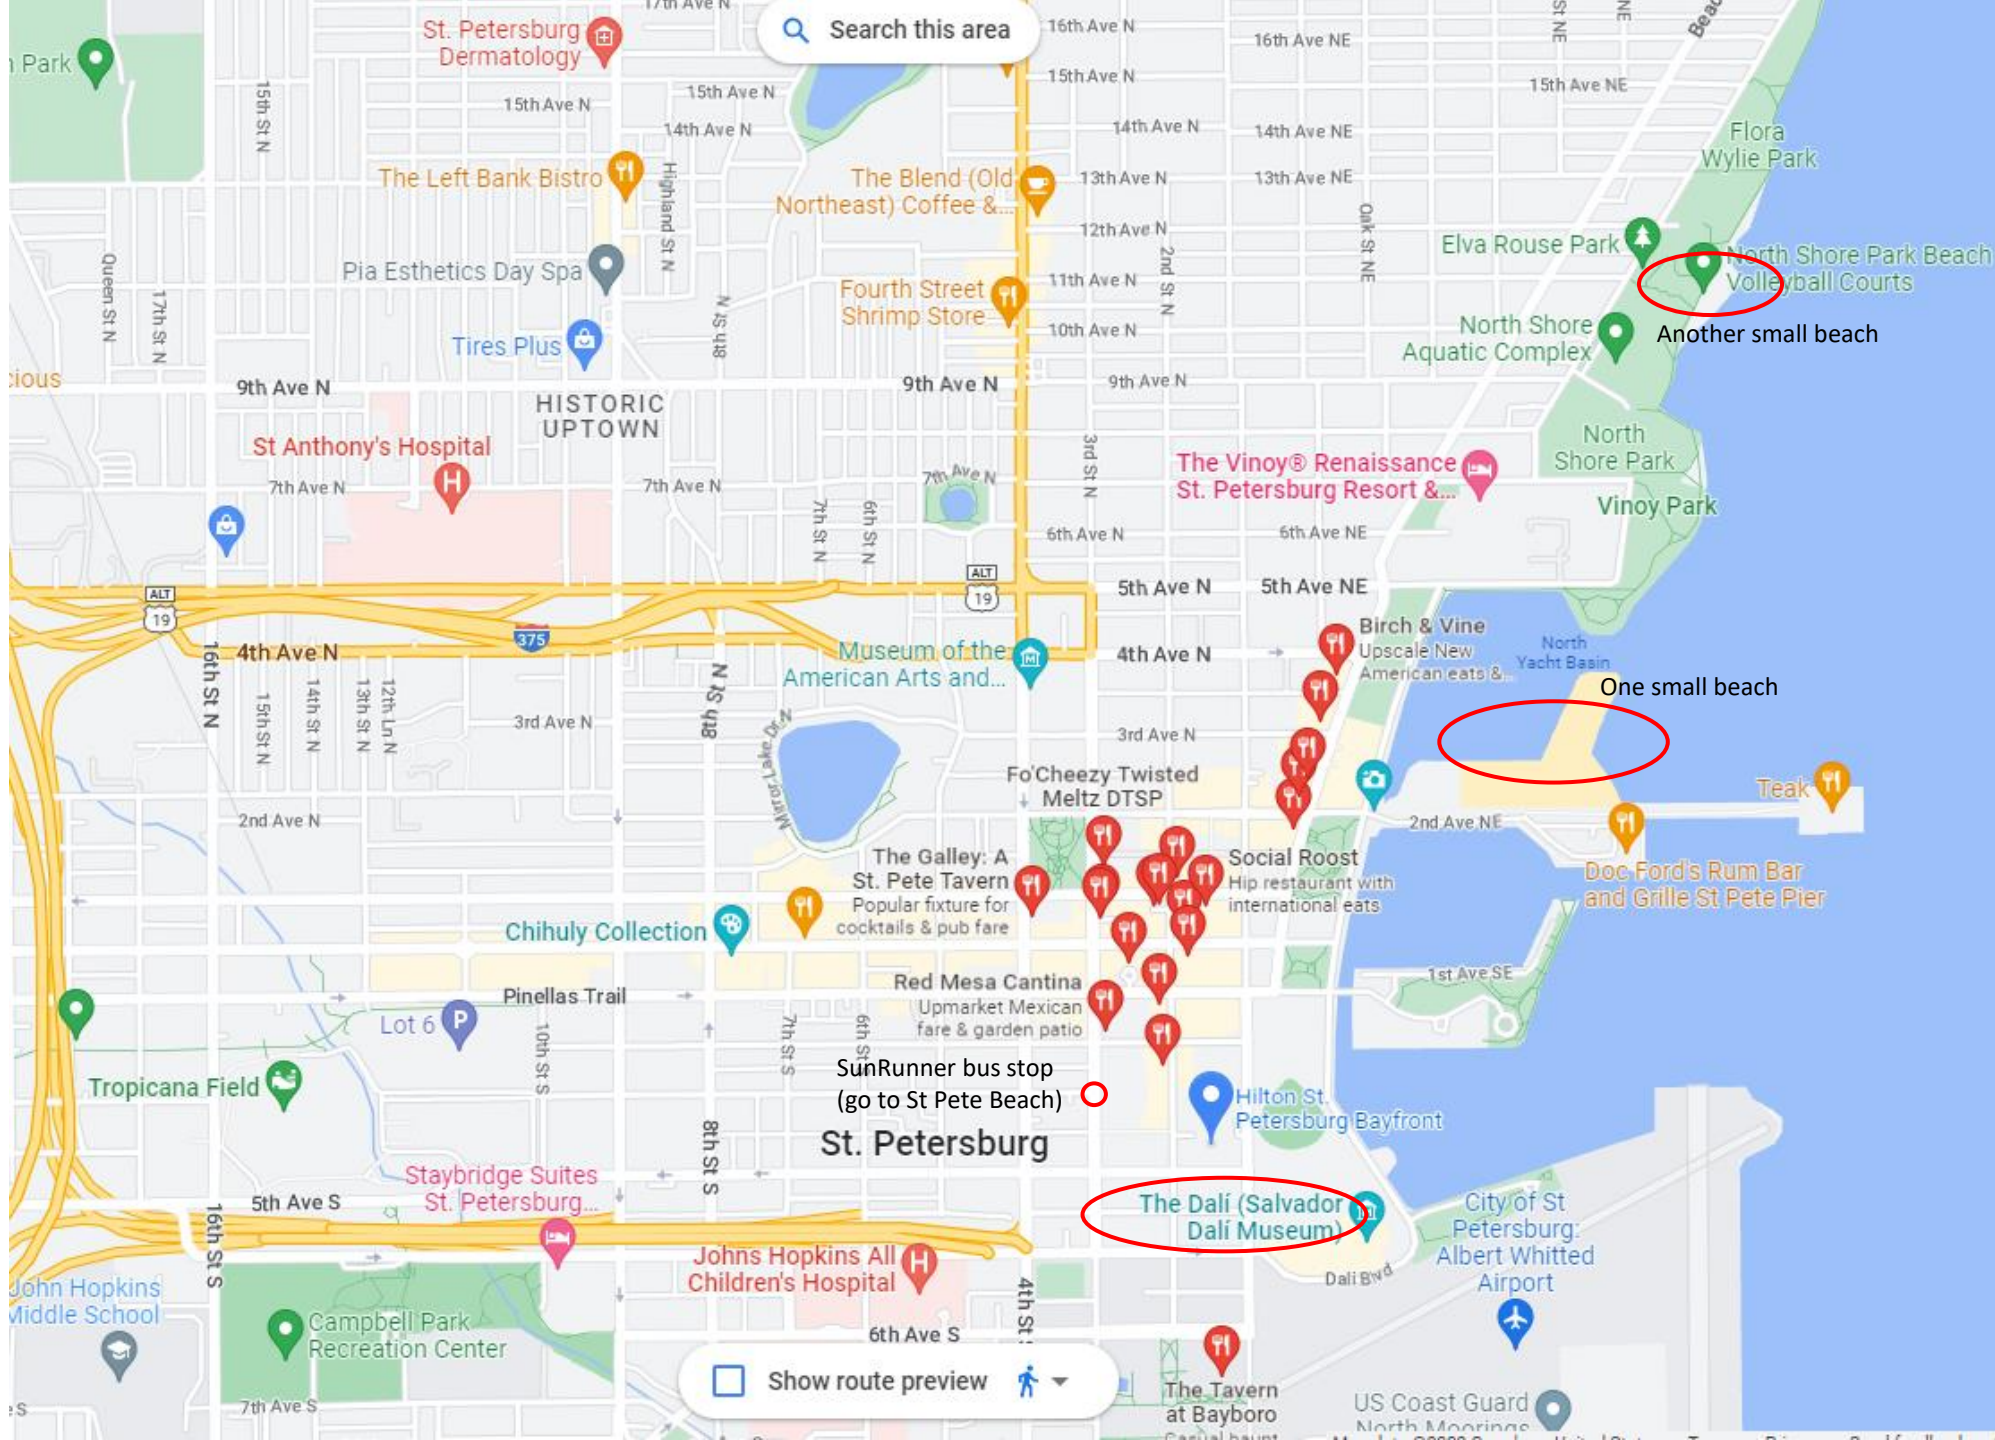 17th Ave N
St. Petersburg
Dermatology
Search this area
16th Ave N
16th Ave NE
St NE
NE
Park
15th Ave N
15th Ave N
15th Ave N
15th Ave NE
15th St N
14th Ave N
14th Ave N
14th Ave NE
Flora
Wylie Park
The Left Bank Bistro
Highland St N
The Blend (Old
Northeast) Coffee &...
13th Ave N
13th Ave NE
12th Ave N
Oak St NE
2nd St N
Elva Rouse Park
North Shore Park Beach
Volleyball Courts
Queen St N
17th St N
Pia Esthetics Day Spa
8th St N
Fourth Street
Shrimp Store
11th Ave N
10th Ave N
North Shore
Aquatic Complex
Another small beach
Tires Plus
cious
9th Ave N
9th Ave N
9th Ave N
HISTORIC
UPTOWN
St Anthony's Hospital
7th Ave N
7th Ave N
7th Ave N
3rd St N
The Vinoy® Renaissance
St. Petersburg Resort &...
North
Shore Park
Vinoy Park
7th St N
6th St N
6th Ave N
6th Ave NE
ALT
19
ALT
19
5th Ave N
5th Ave NE
375
16th St N
4th Ave N
Museum of the
American Arts and...
4th Ave N
Birch & Vine
Upscale New
American eats &...
North
Yacht Basin
One small beach
15th St N
14th St N
13th St N
12th Ln N
3rd Ave N
8th St N
Mirror Lake Dr N
3rd Ave N
Fo'Cheezy Twisted
Meltz DTSP
Teak
2nd Ave N
2nd Ave NE
The Galley: A
St. Pete Tavern
Popular fixture for
cocktails & pub fare
Social Roost
Hip restaurant with
international eats
Doc Ford's Rum Bar
and Grille St Pete Pier
Chihuly Collection
Pinellas Trail
Lot 6
P
Red Mesa Cantina
Upmarket Mexican
fare & garden patio
1st Ave SE
10th St S
7th St S
6th St S
Tropicana Field
SunRunner bus stop
(go to St Pete Beach)
Hilton St.
Petersburg Bayfront
St. Petersburg
8th St S
Staybridge Suites
St. Petersburg...
5th Ave S
16th St S
The Dalí (Salvador
Dalí Museum)
City of St
Petersburg:
Albert Whitted
Airport
Johns Hopkins All
Children's Hospital
Dali Blvd
John Hopkins
Middle School
Campbell Park
Recreation Center
4th St S
6th Ave S
Show route preview
7th Ave S
The Tavern
at Bayboro
Casual haunt
US Coast Guard
North Moorings